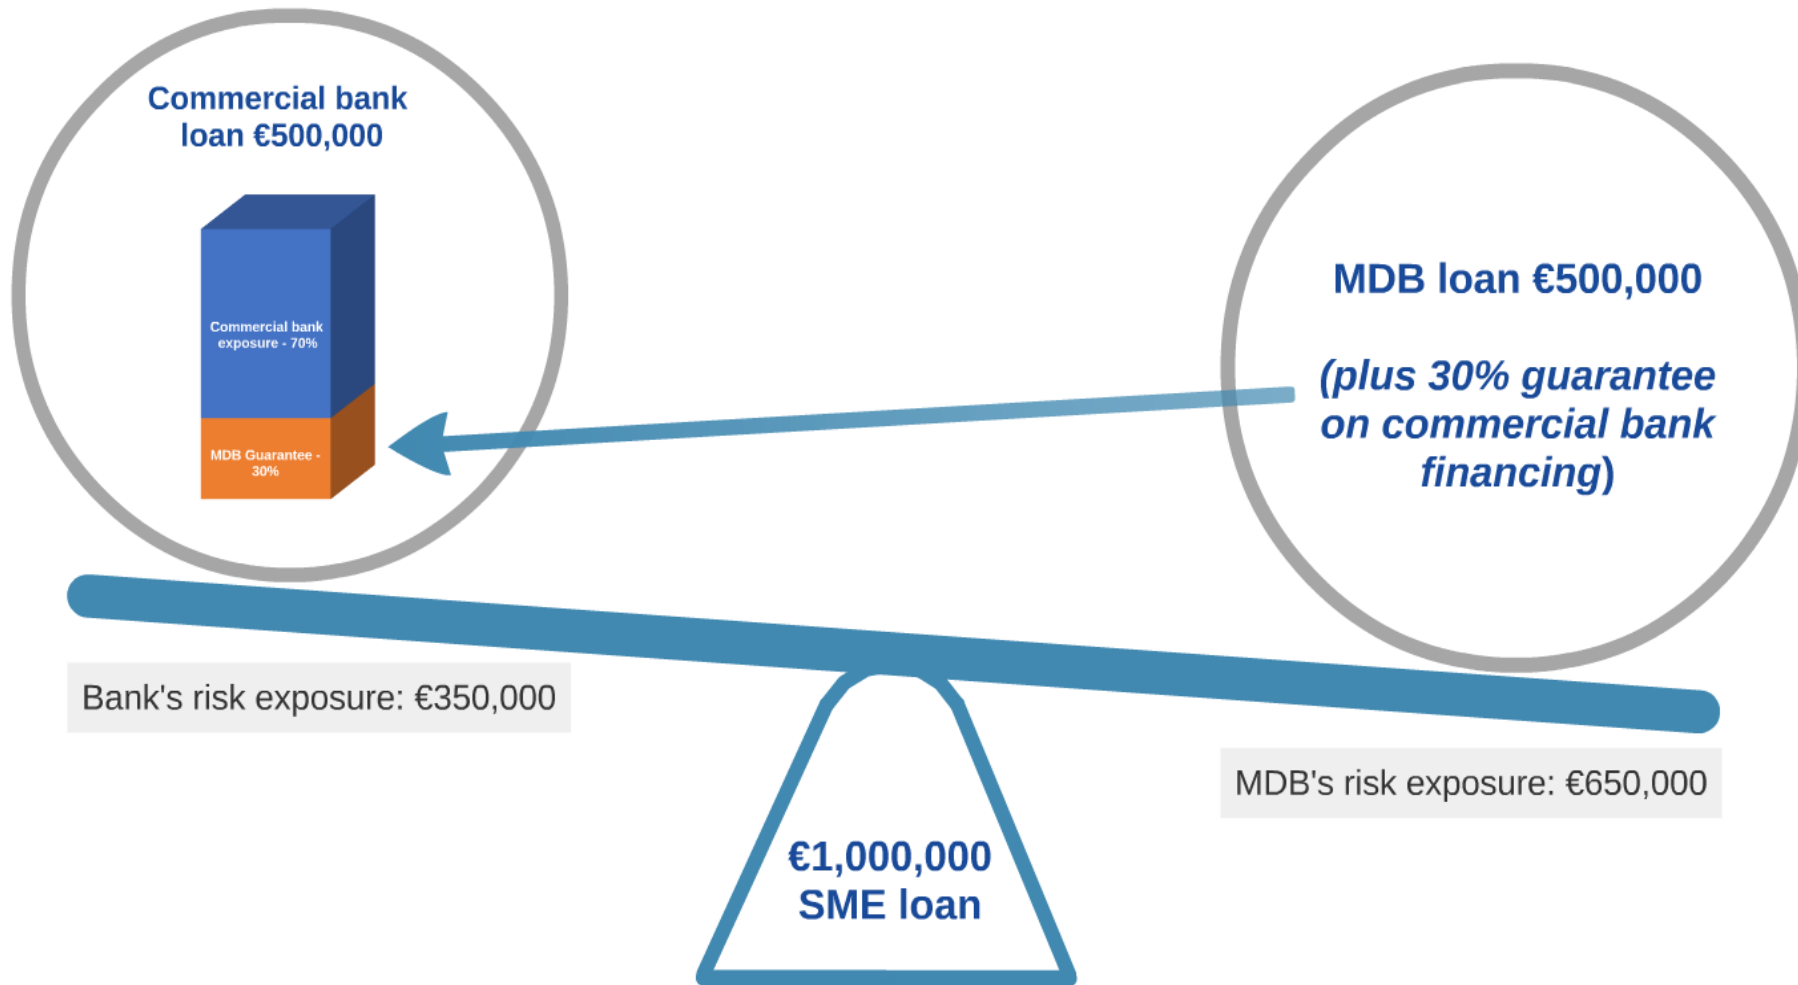 Commercial bank
loan €500,000
Commercial bank
exposure - 70%
MDB Guarantee -
30%
MDB loan €500,000
(plus 30% guarantee
on commercial bank
financing)
Bank's risk exposure: €350,000
MDB's risk exposure: €650,000
€1,000,000
SME loan